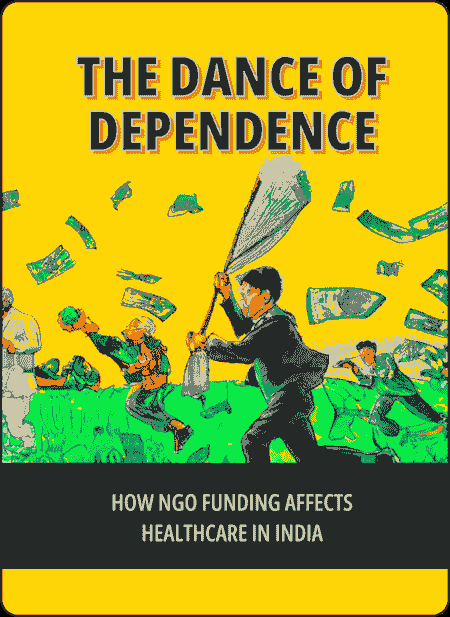 THE DANCE OF
DEPENDENCE
HOW NGO FUNDING AFFECTS
HEALTHCARE IN INDIA